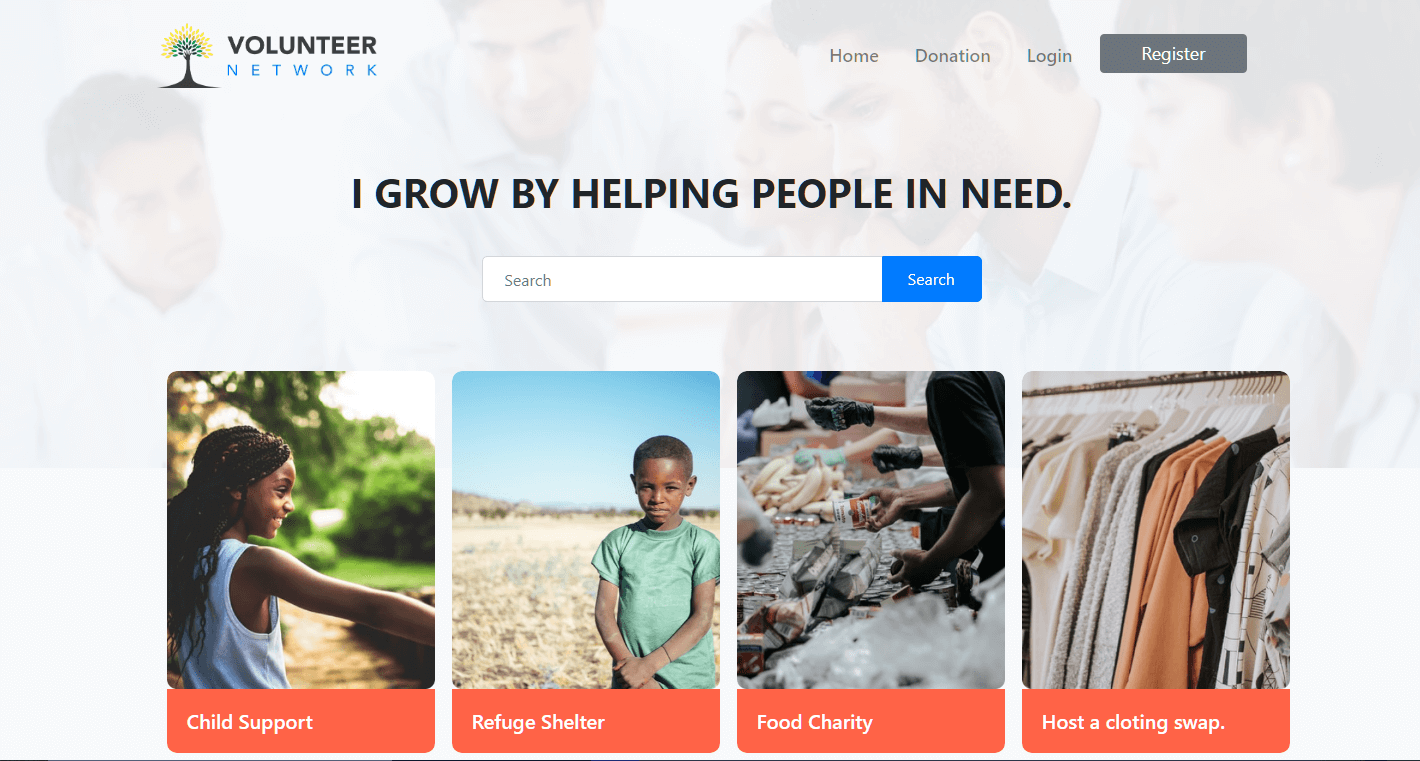 VOLUNTEER
NETWORK
Home Donation Login Register
I GROW BY HELPING PEOPLE IN NEED.
Search Search
Child Support Refuge Shelter Food Charity Host a cloting swap.